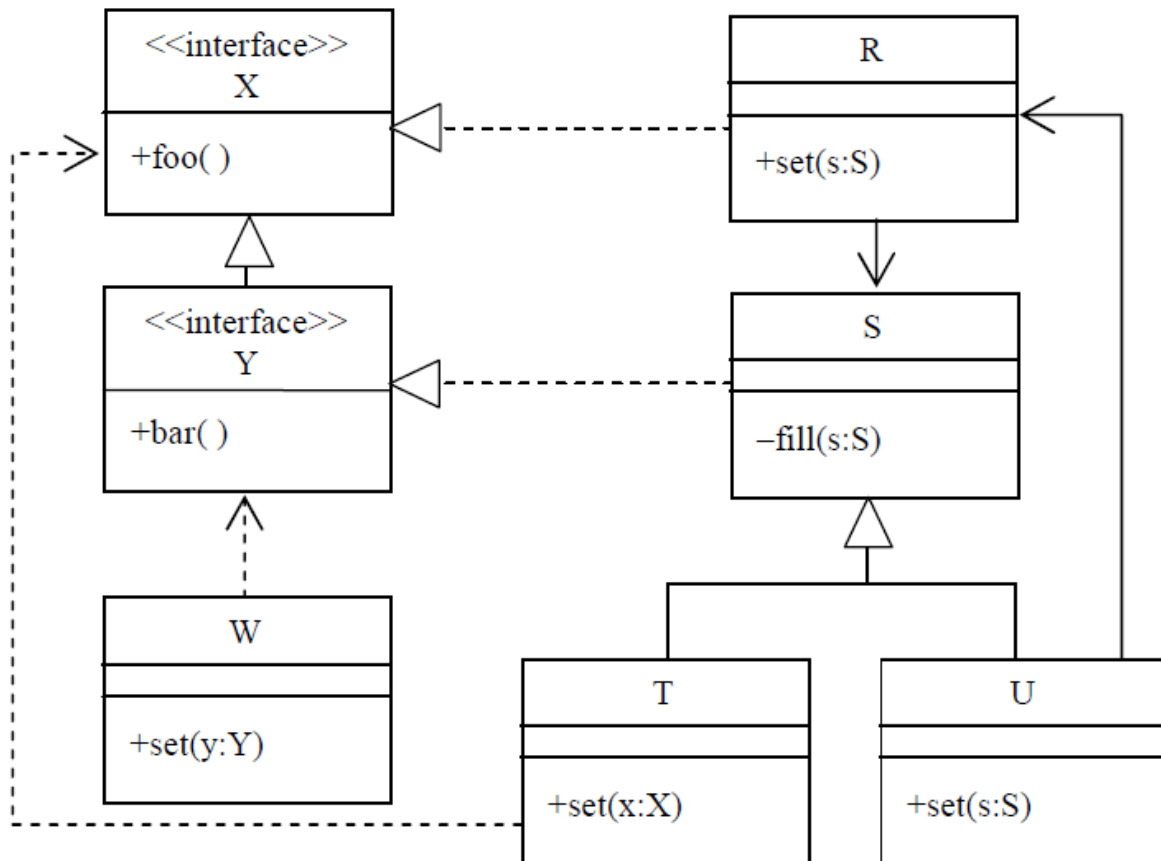 <<interface>>
X
+foo( )
R
+set(s:S)
<<interface>>
Y
+bar( )
S
–fill(s:S)
W
+set(y:Y)
T
+set(x:X)
U
+set(s:S)